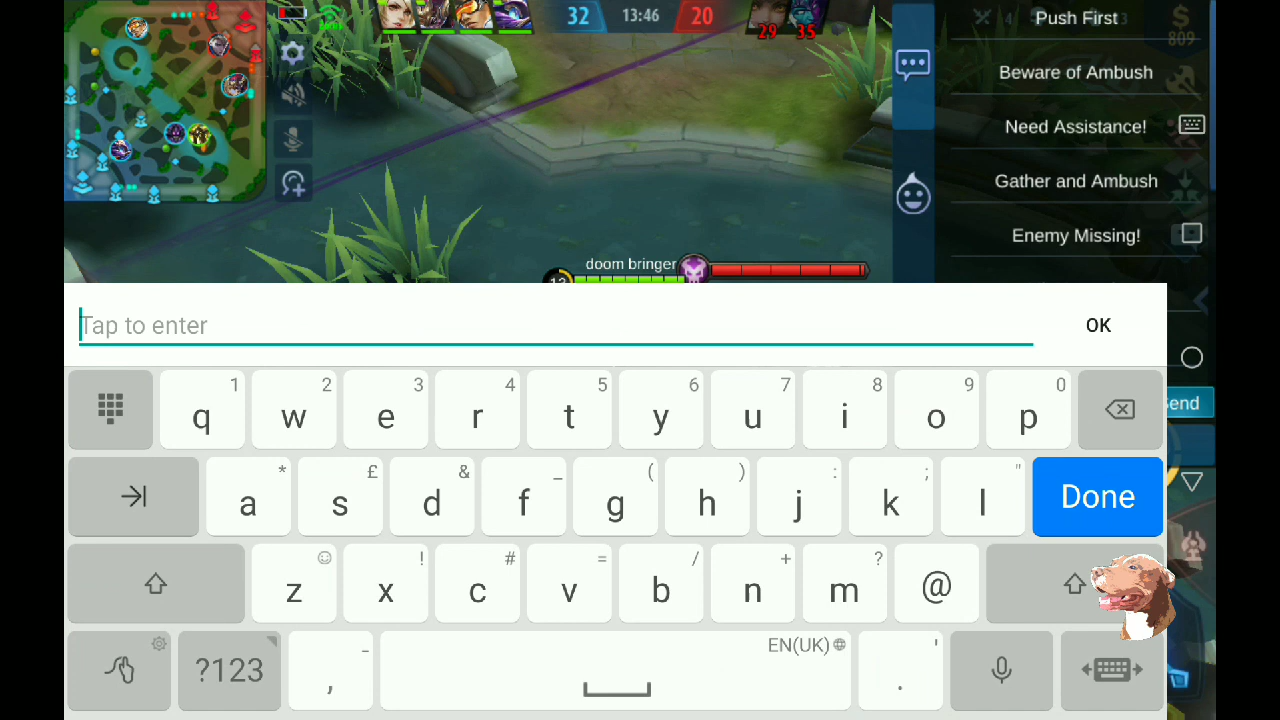 32 13:46 20
29 35
809
Push First
Beware of Ambush
Need Assistance!
Gather and Ambush
Enemy Missing!
doom bringer
Tap to enter
OK
Send
1 2 3 4 5 6 7 8 9 0
q w e r t y u i o p
* £ & _ ( ) : ; "
a s d f g h j k l Done
! # = / + ?
z x c v b n m @
EN(UK) - '
?123 , .